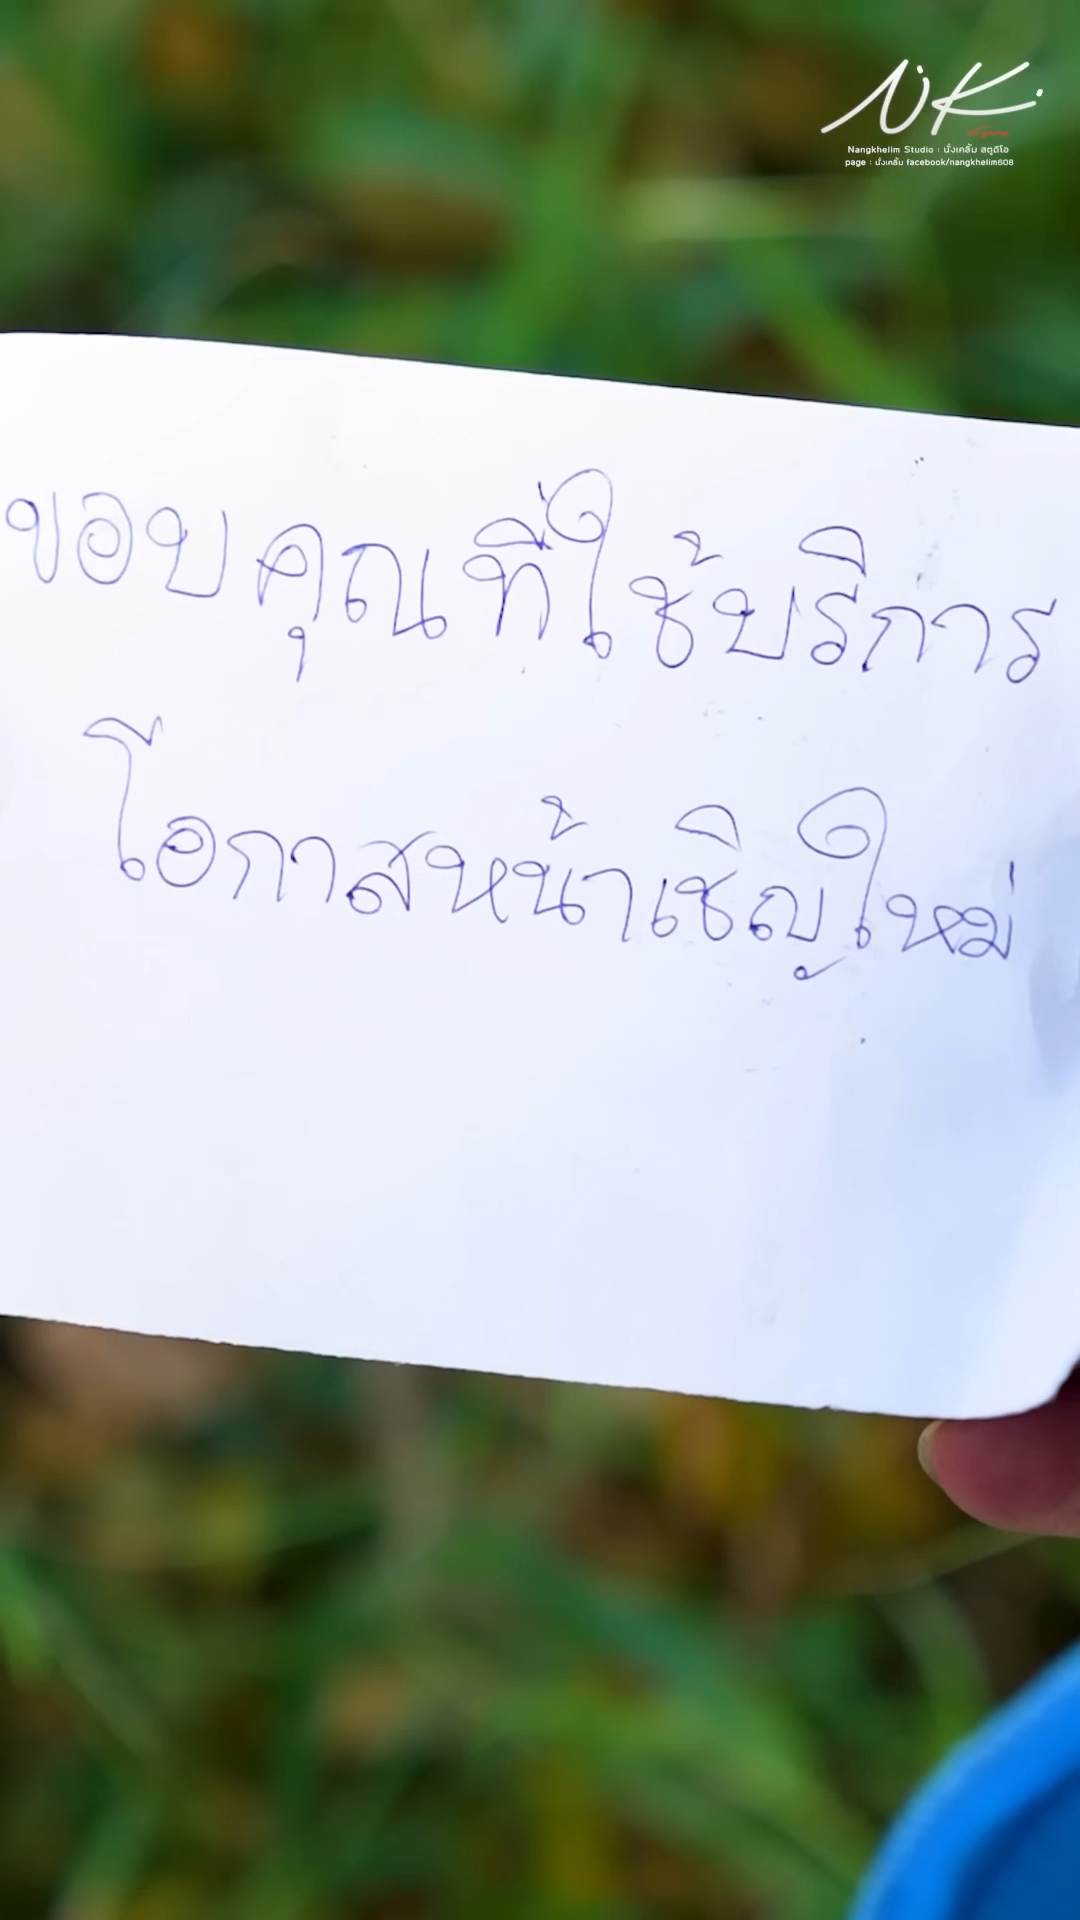 NK.
Nangkhelim Studio : นั่งเคลิ้ม สตูดิโอ
page : นั่งเคลิ้ม facebook/nangkhelim608
ขอบคุณที่ใช้บริการ
โอกาสหน้าเชิญใหม่